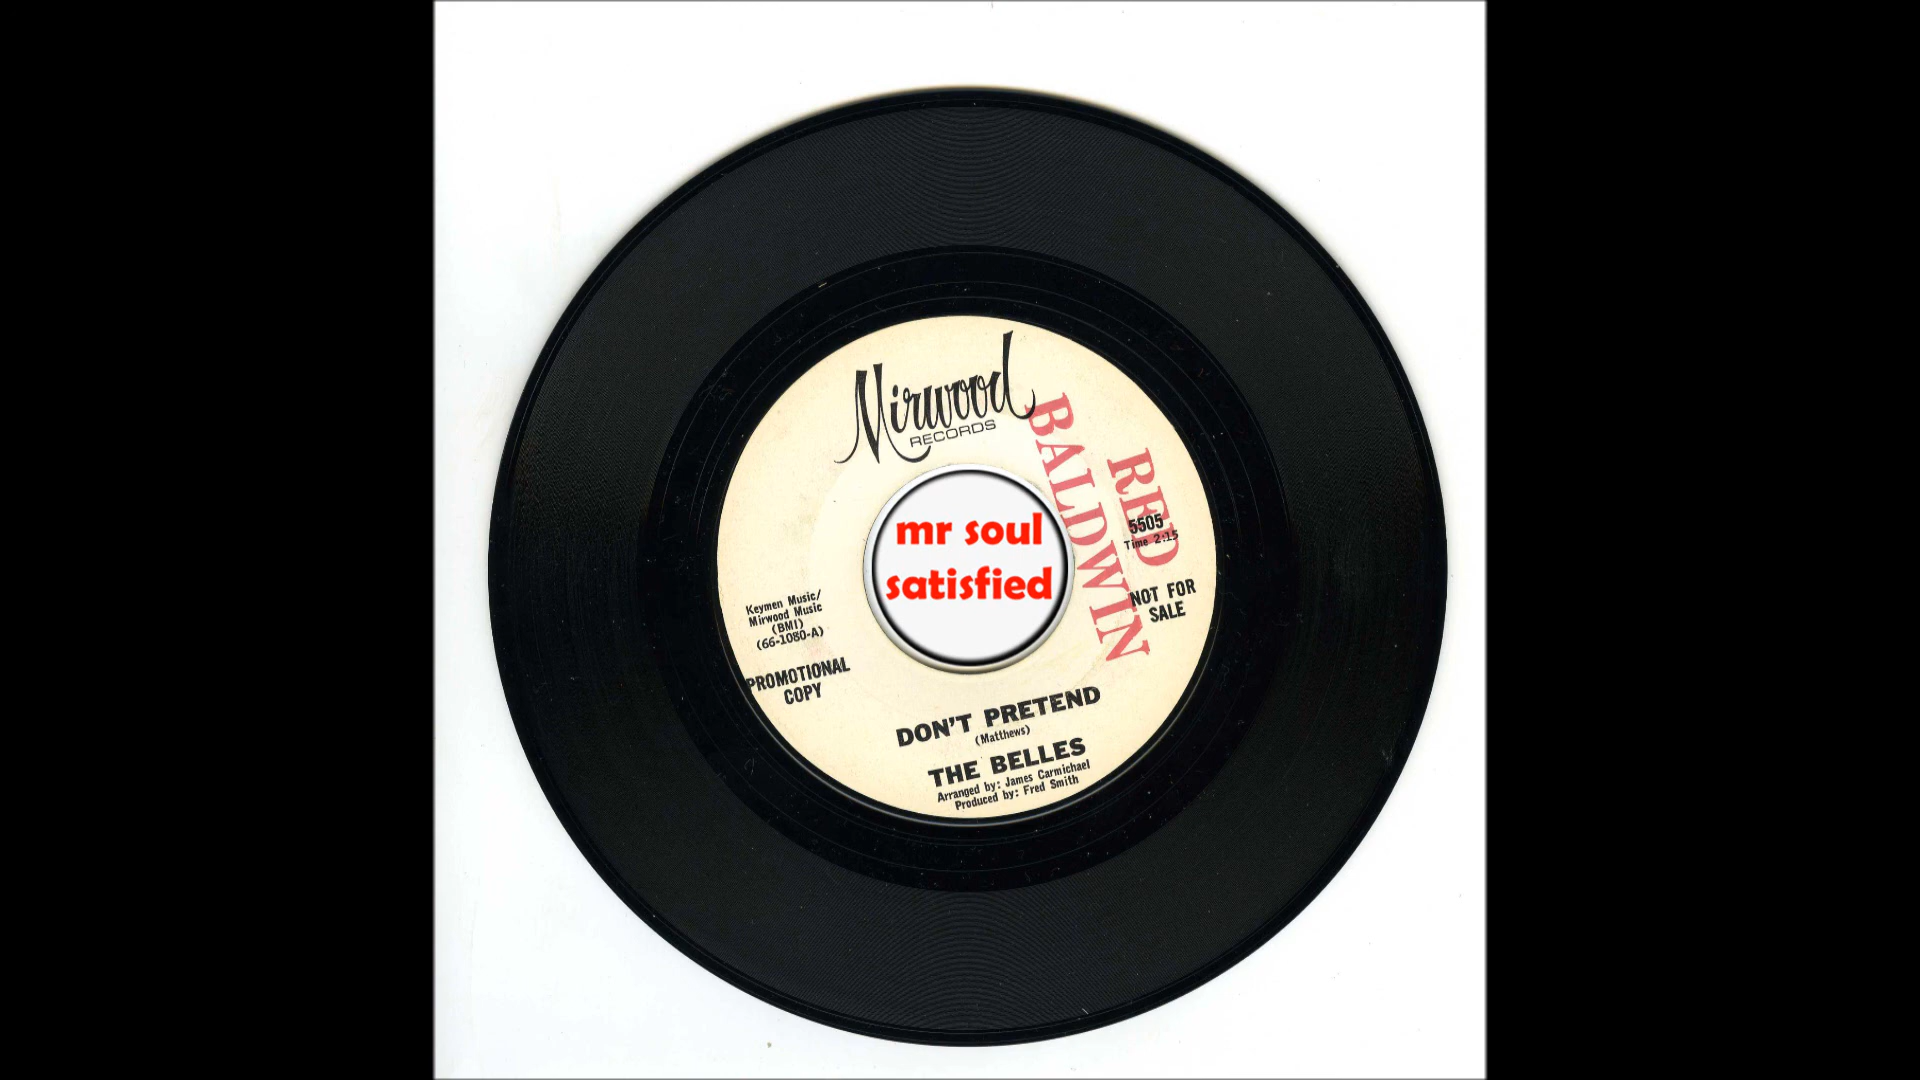 Mirwood
RECORDS
RED
BALDWIN
mr soul
satisfied
5505
Time 2:15
NOT FOR
SALE
Keymen Music/
Mirwood Music
(BMI)
(66-1080-A)
PROMOTIONAL
COPY
DON'T PRETEND
(Matthews)
THE BELLES
Arranged by: James Carmichael
Produced by: Fred Smith